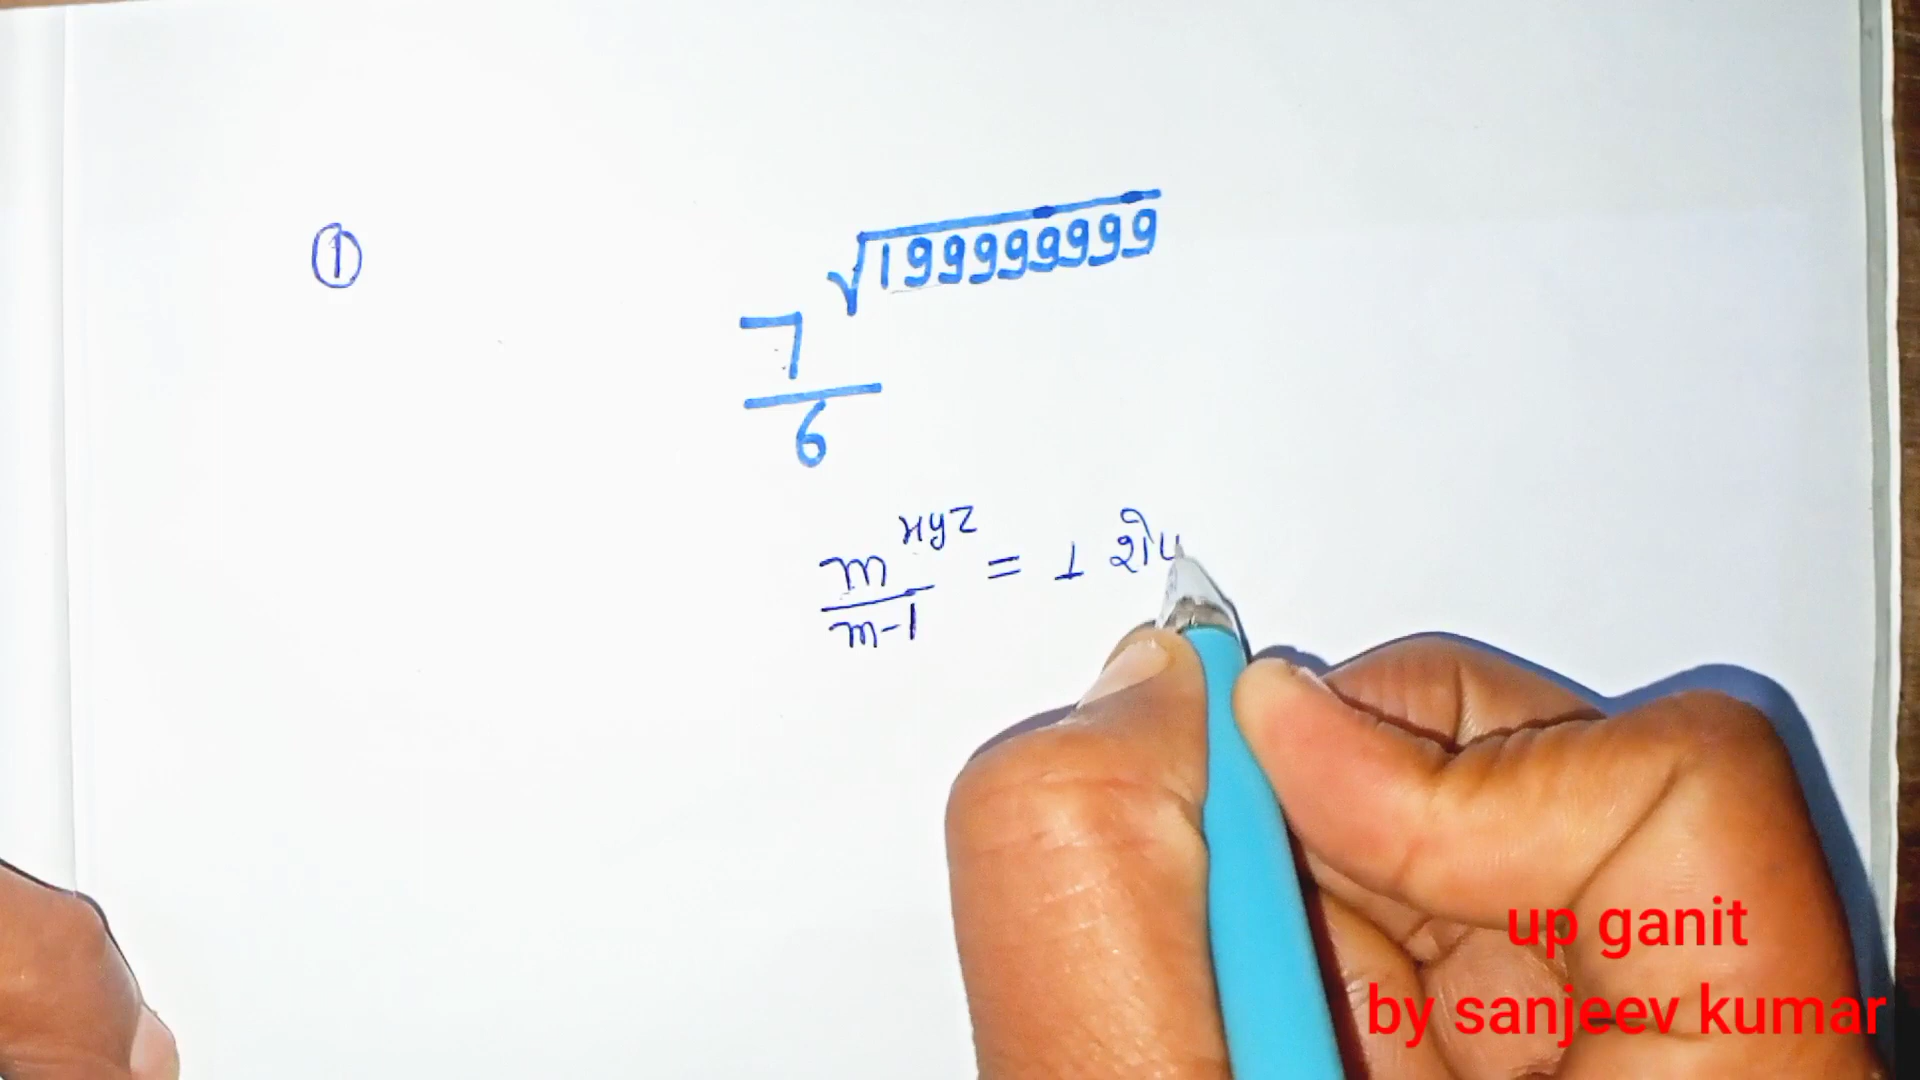 ①
√199999999
7
6
xyz
m
= 1 शेष
m-1
up ganit
by sanjeev kumar